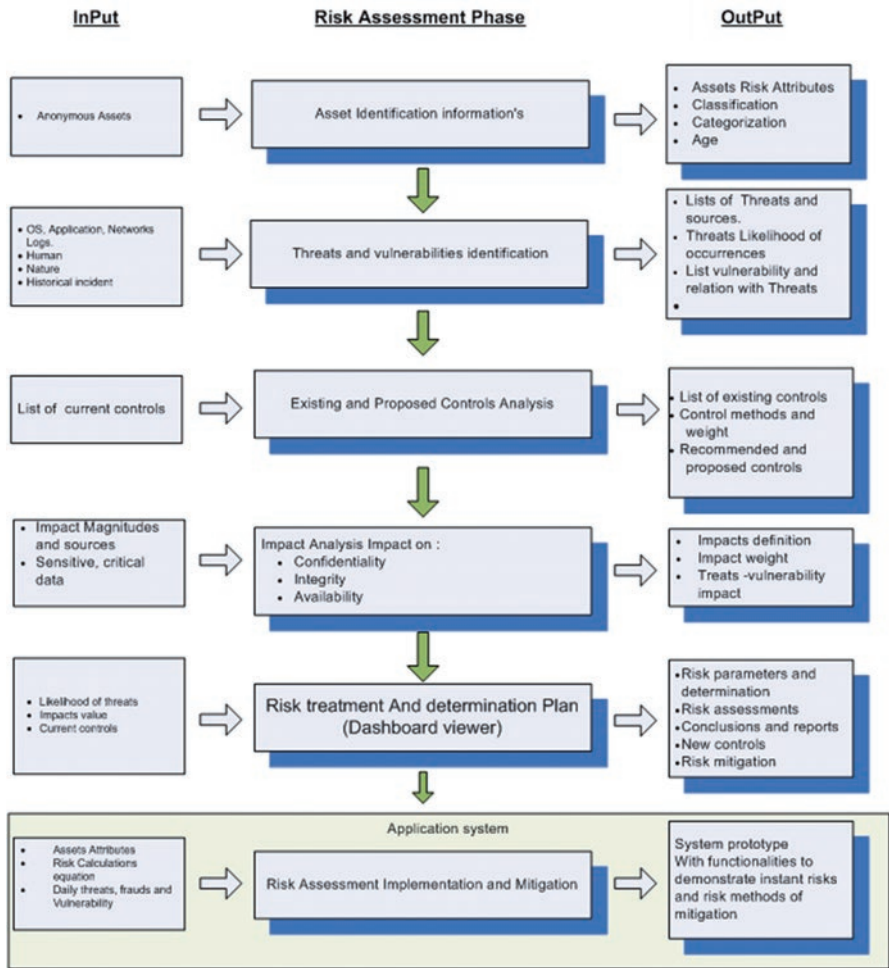 InPut
Risk Assessment Phase
OutPut
• Anonymous Assets
Asset Identification information's
• Assets Risk Attributes
• Classification
• Categorization
• Age
• OS, Application, Networks
Logs.
• Human
• Nature
• Historical incident
Threats and vulnerabilities identification
• Lists of Threats and
sources.
• Threats Likelihood of
occurrences
• List vulnerability and
relation with Threats
•
List of current controls
Existing and Proposed Controls Analysis
• List of existing controls
• Control methods and
weight
• Recommended and
proposed controls
• Impact Magnitudes
and sources
• Sensitive, critical
data
Impact Analysis Impact on :
• Confidentiality
• Integrity
• Availability
• Impacts definition
• Impact weight
• Treats -vulnerability
impact
• Likelihood of threats
• Impacts value
• Current controls
Risk treatment And determination Plan
(Dashboard viewer)
• Risk parameters and
determination
• Risk assessments
• Conclusions and reports
• New controls
• Risk mitigation
Application system
• Assets Attributes
• Risk Calculations
equation
• Daily threats, frauds and
Vulnerability
Risk Assessment Implementation and Mitigation
System prototype
With functionalities to
demonstrate instant risks
and risk methods of
mitigation